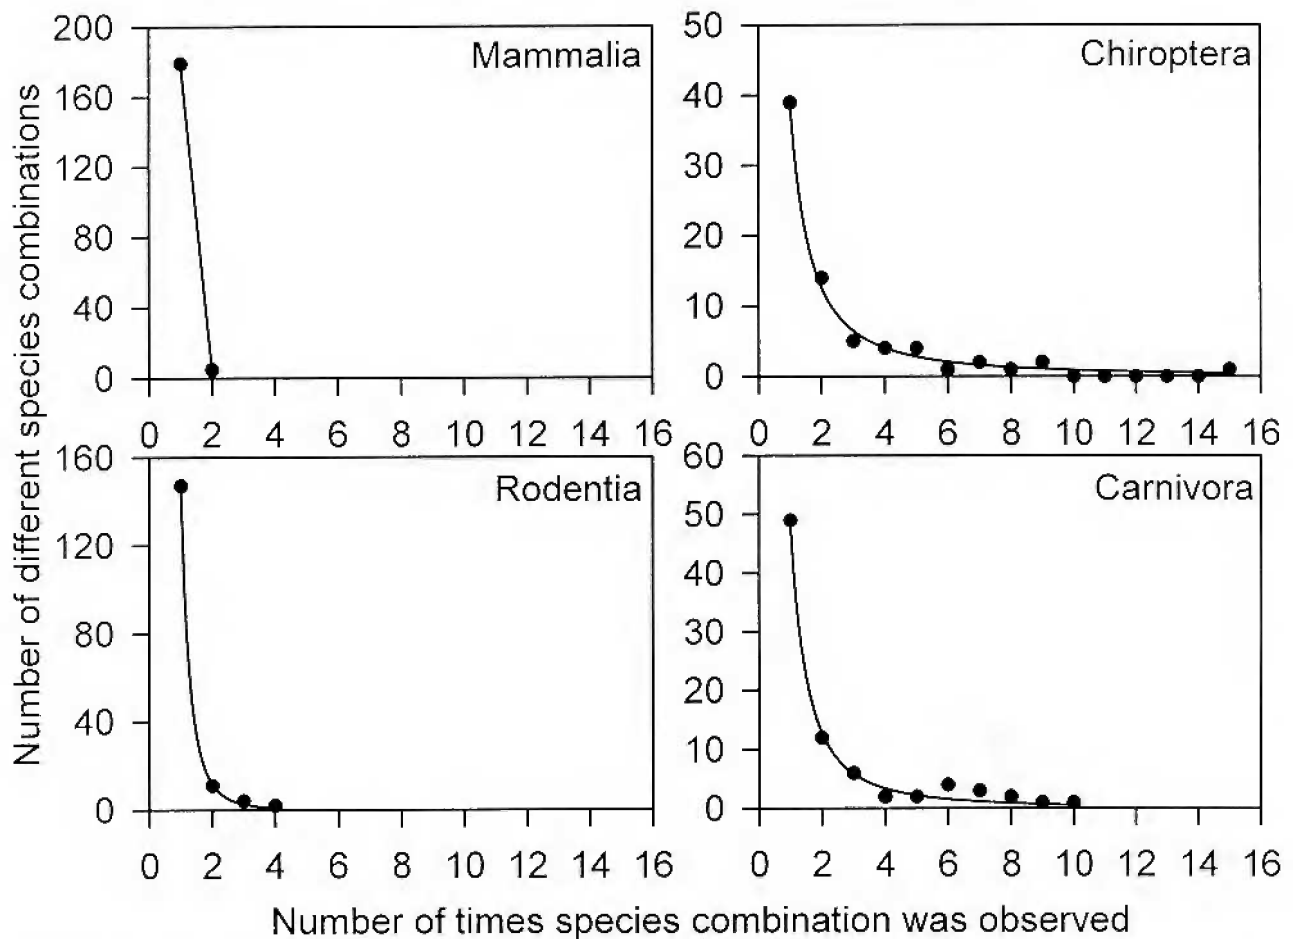 Number of different species combinations
Mammalia
200
160
120
80
40
0
0 2 4 6 8 10 12 14 16
Chiroptera
50
40
30
20
10
0
0 2 4 6 8 10 12 14 16
Rodentia
160
120
80
40
0
0 2 4 6 8 10 12 14 16
Carnivora
60
50
40
30
20
10
0
0 2 4 6 8 10 12 14 16
Number of times species combination was observed